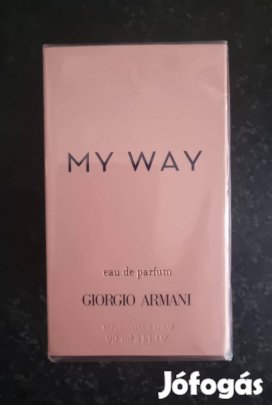 MY WAY
eau de parfum
GIORGIO ARMANI
Jófogás